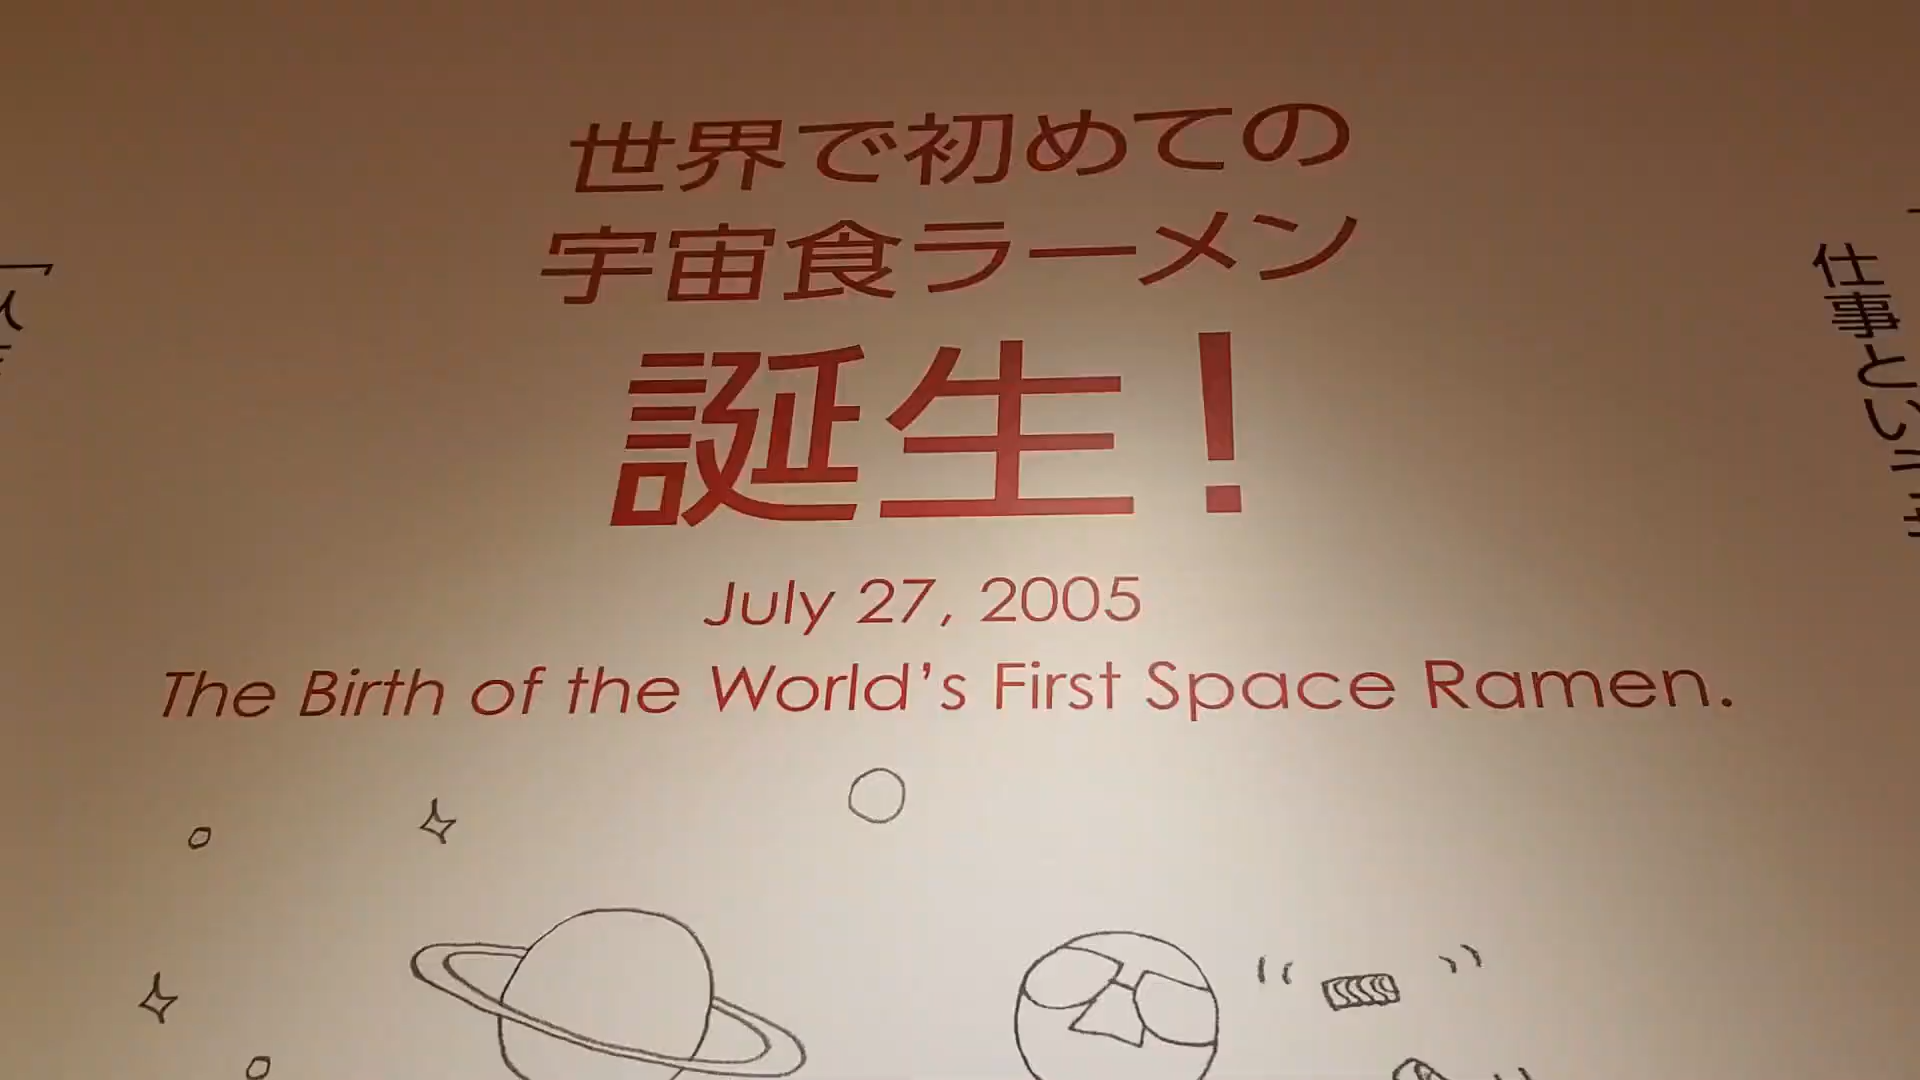 世界で初めての
宇宙食ラーメン
誕生！
July 27, 2005
The Birth of the World's First Space Ramen.
仕事とい